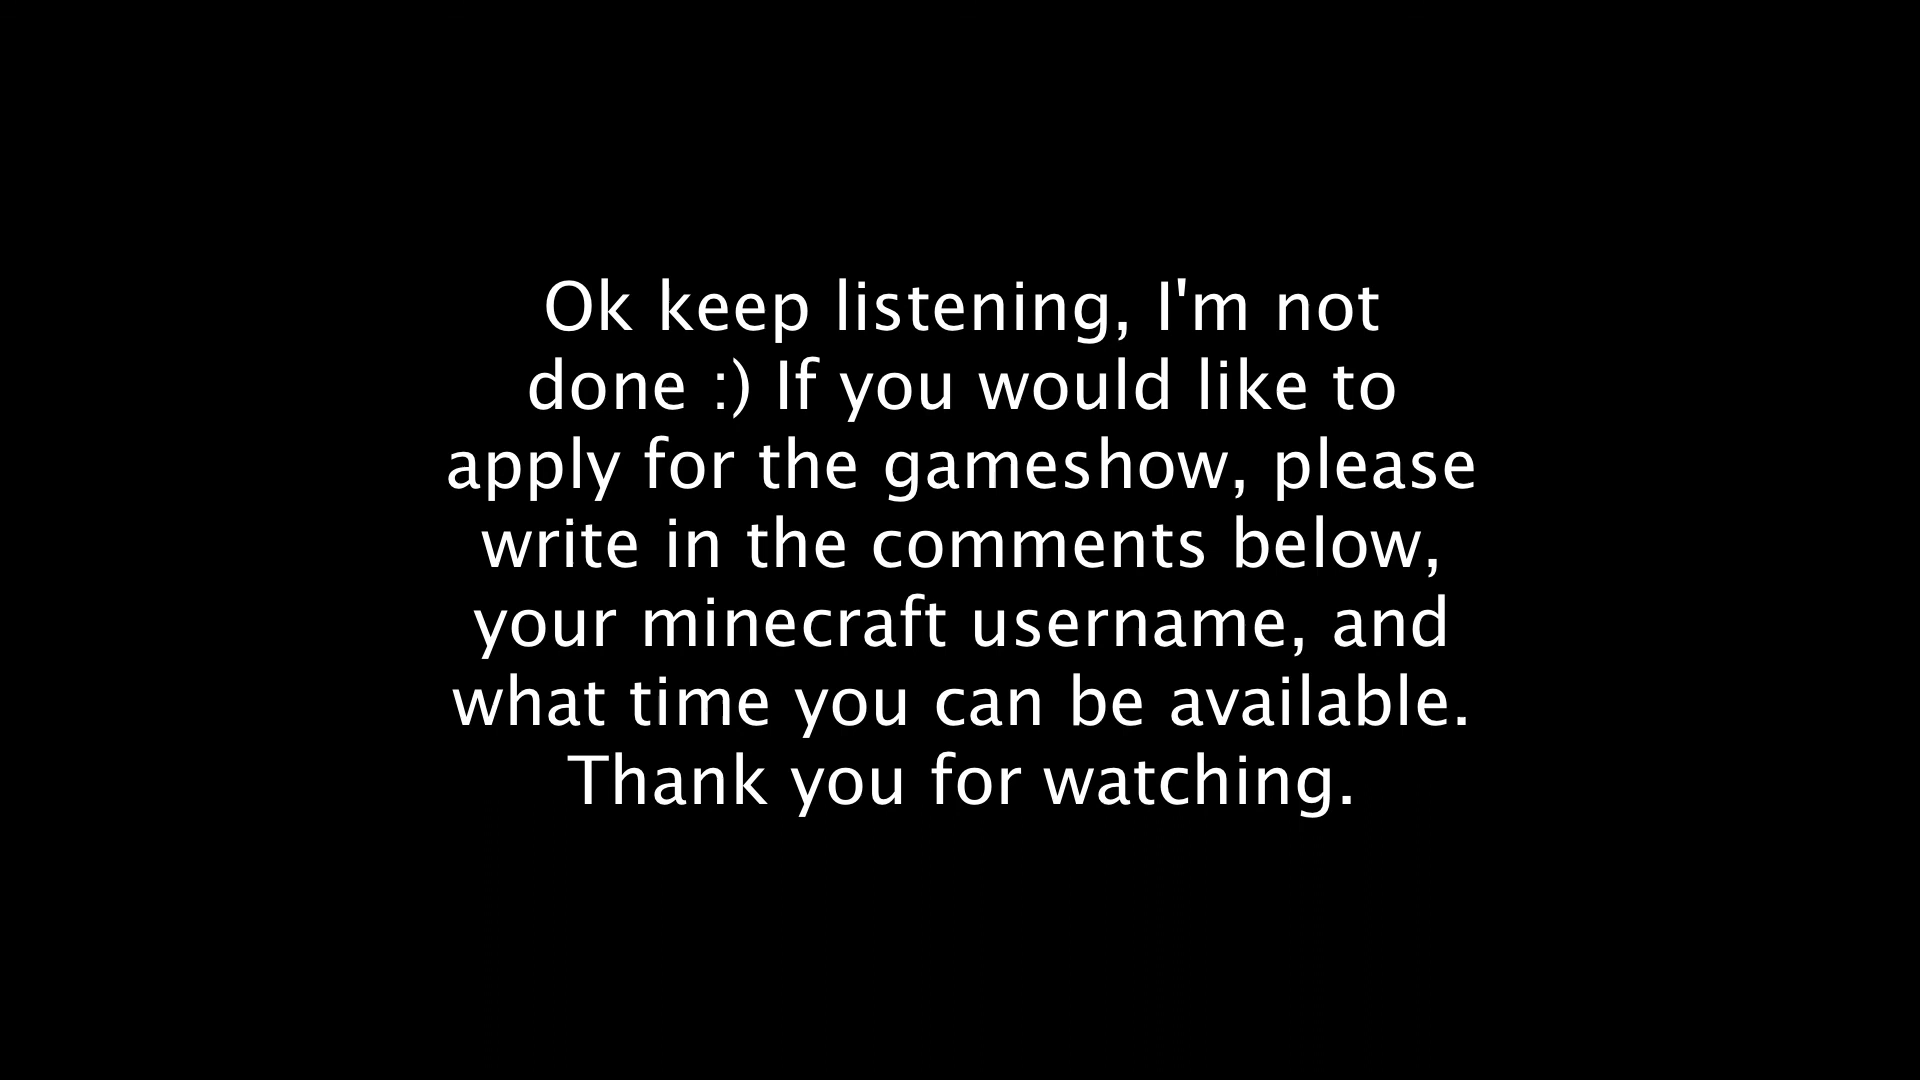 Ok keep listening, I'm not
done :) If you would like to
apply for the gameshow, please
write in the comments below,
your minecraft username, and
what time you can be available.
Thank you for watching.